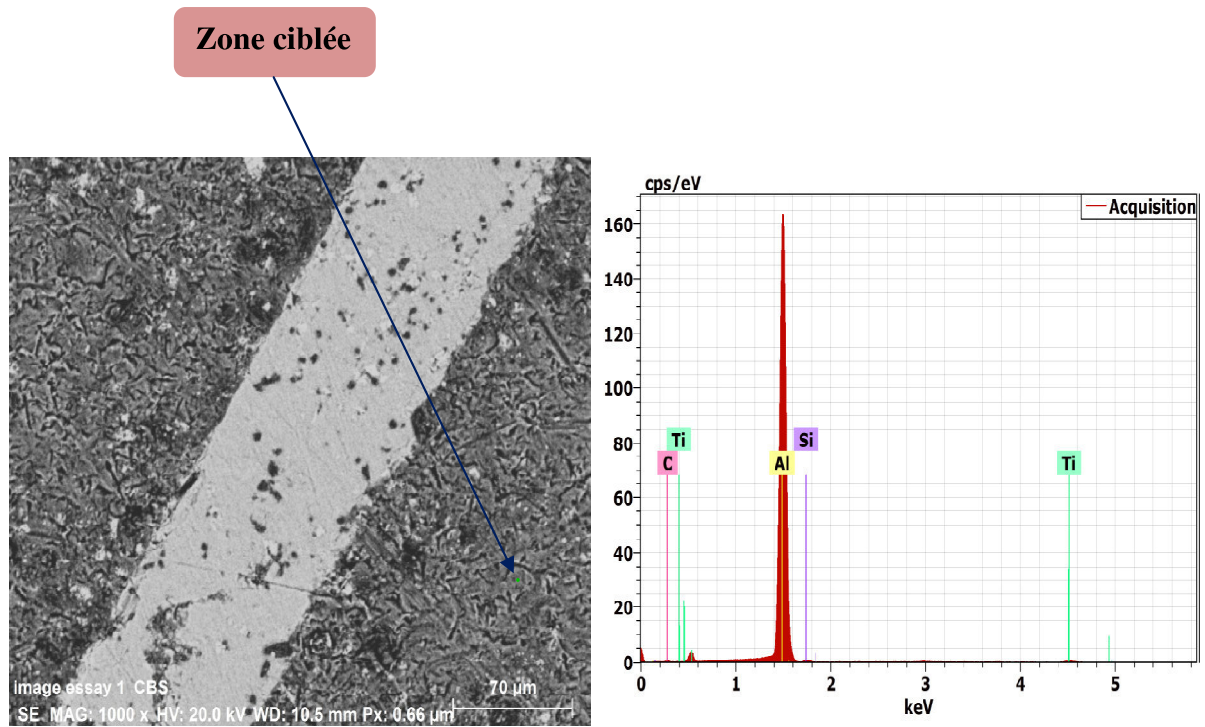 Zone ciblée
image essay 1 CBS
70 µm
SE MAG: 1000 x HV: 20.0 kV WD: 10.5 mm Px: 0.66 µm
cps/eV
Acquisition
160
140
120
100
80
60
40
20
0
Ti
Si
C
Al
Ti
0 1 2 3 4 5
keV